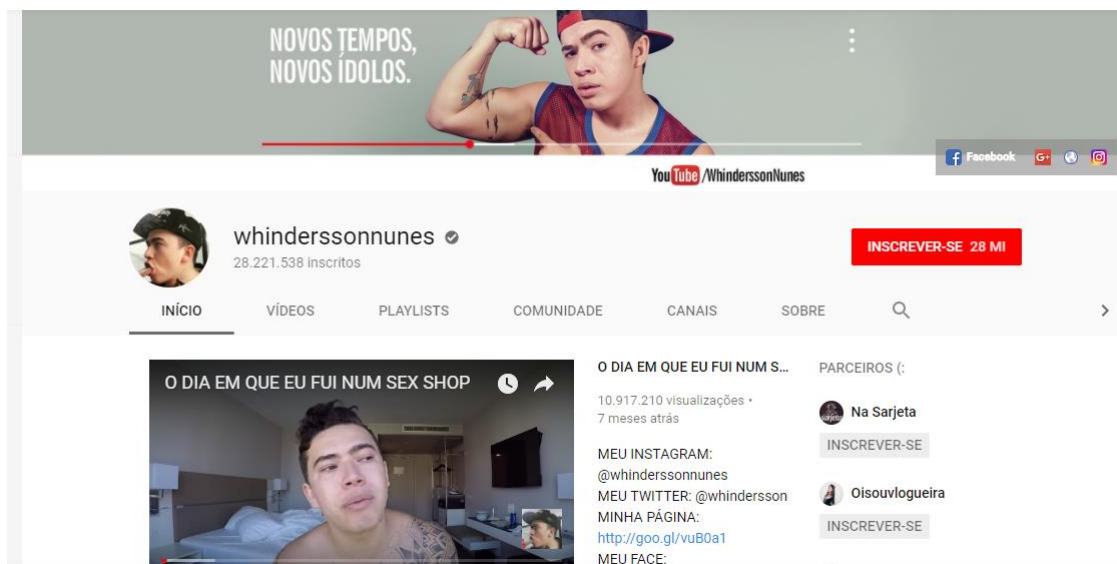 NOVOS TEMPOS,
NOVOS ÍDOLOS.
Facebook
G+
YouTube /WhinderssonNunes
whinderssonnunes
28.221.538 inscritos
INSCREVER-SE 28 MI
INÍCIO VÍDEOS PLAYLISTS COMUNIDADE CANAIS SOBRE
O DIA EM QUE EU FUI NUM SEX SHOP
O DIA EM QUE EU FUI NUM S...
10.917.210 visualizações •
7 meses atrás
MEU INSTAGRAM:
@whinderssonnunes
MEU TWITTER: @whindersson
MINHA PÁGINA:
http://goo.gl/vuB0a1
MEU FACE:
PARCEIROS (:
Na Sarjeta
INSCREVER-SE
Oisouvlogueira
INSCREVER-SE